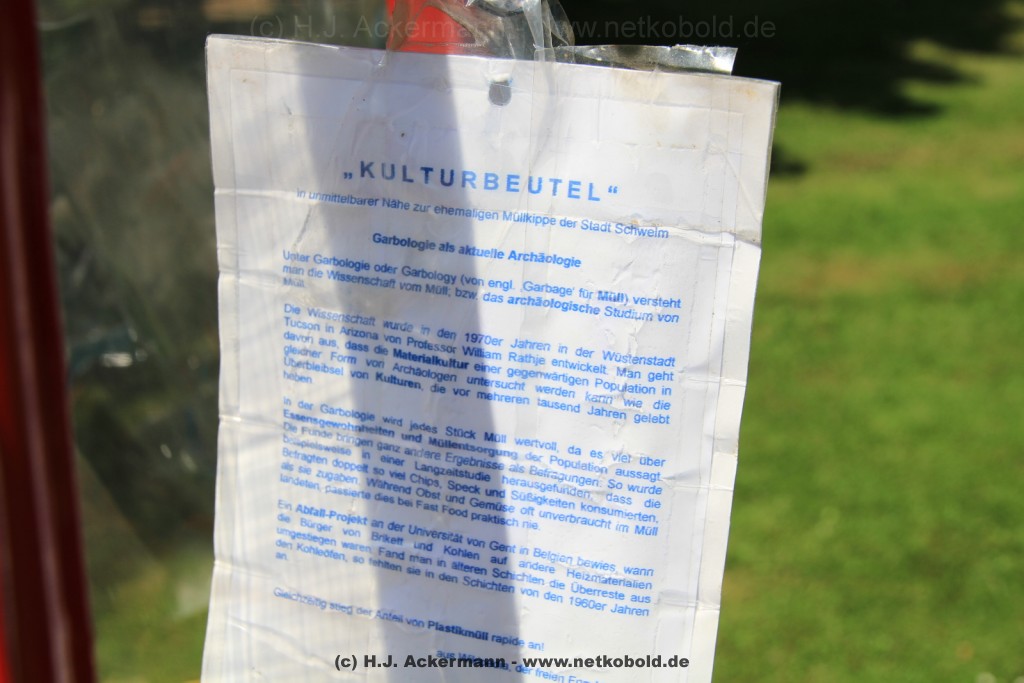 (c) H.J. Ackermann - www.netkobold.de
„KULTURBEUTEL“
in unmittelbarer Nähe zur ehemaligen Müllkippe der Stadt Schwelm
Garbologie als aktuelle Archäologie
Unter Garbologie oder Garbology (von engl. ‚Garbage‘ für Müll) versteht
man die Wissenschaft vom Müll; bzw. das archäologische Studium von
Müll.
Die Wissenschaft wurde in den 1970er Jahren in der Wüstenstadt
Tucson in Arizona von Professor William Rathje entwickelt. Man geht
davon aus, dass die Materialkultur einer gegenwärtigen Population in
gleicher Form von Archäologen untersucht werden kann wie die
Überbleibsel von Kulturen, die vor mehreren tausend Jahren gelebt
haben
In der Garbologie wird jedes Stück Müll wertvoll, da es viel über
Essensgewohnheiten und Müllentsorgung der Population aussagt.
Die Funde bringen ganz andere Ergebnisse als Befragungen. So wurde
beispielsweise in einer Langzeitstudie herausgefunden, dass die
Befragten doppelt so viel Chips, Speck und Süßigkeiten konsumierten,
als sie zugaben. Während Obst und Gemüse oft unverbraucht im Müll
landeten, passierte dies bei Fast Food praktisch nie.
Ein Abfall-Projekt an der Universität von Gent in Belgien bewies, wann
die Bürger von Brikett und Kohlen auf andere Heizmaterialien
umgestiegen waren. Fand man in älteren Schichten die Überreste aus
den Kohleöfen, so fehlten sie in den Schichten von den 1960er Jahren
an.
Gleichzeitig stieg der Anteil von Plastikmüll rapide an!
aus der freien
(c) H.J. Ackermann - www.netkobold.de